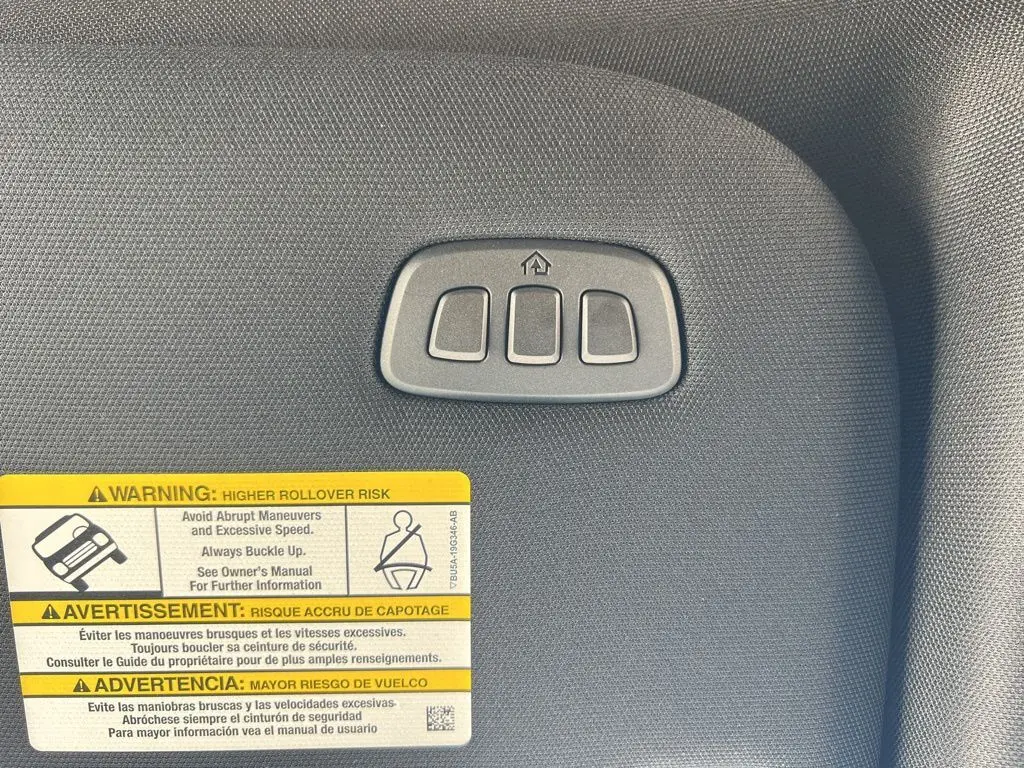 WARNING: HIGHER ROLLOVER RISK
Avoid Abrupt Maneuvers
and Excessive Speed.
Always Buckle Up.
See Owner's Manual
For Further Information
▽BU5A-19G346-AB
AVERTISSEMENT: RISQUE ACCRU DE CAPOTAGE
Éviter les manoeuvres brusques et les vitesses excessives.
Toujours boucler sa ceinture de sécurité.
Consulter le Guide du propriétaire pour de plus amples renseignements.
ADVERTENCIA: MAYOR RIESGO DE VUELCO
Evite las maniobras bruscas y las velocidades excesivas
Abróchese siempre el cinturón de seguridad
Para mayor información vea el manual de usuario